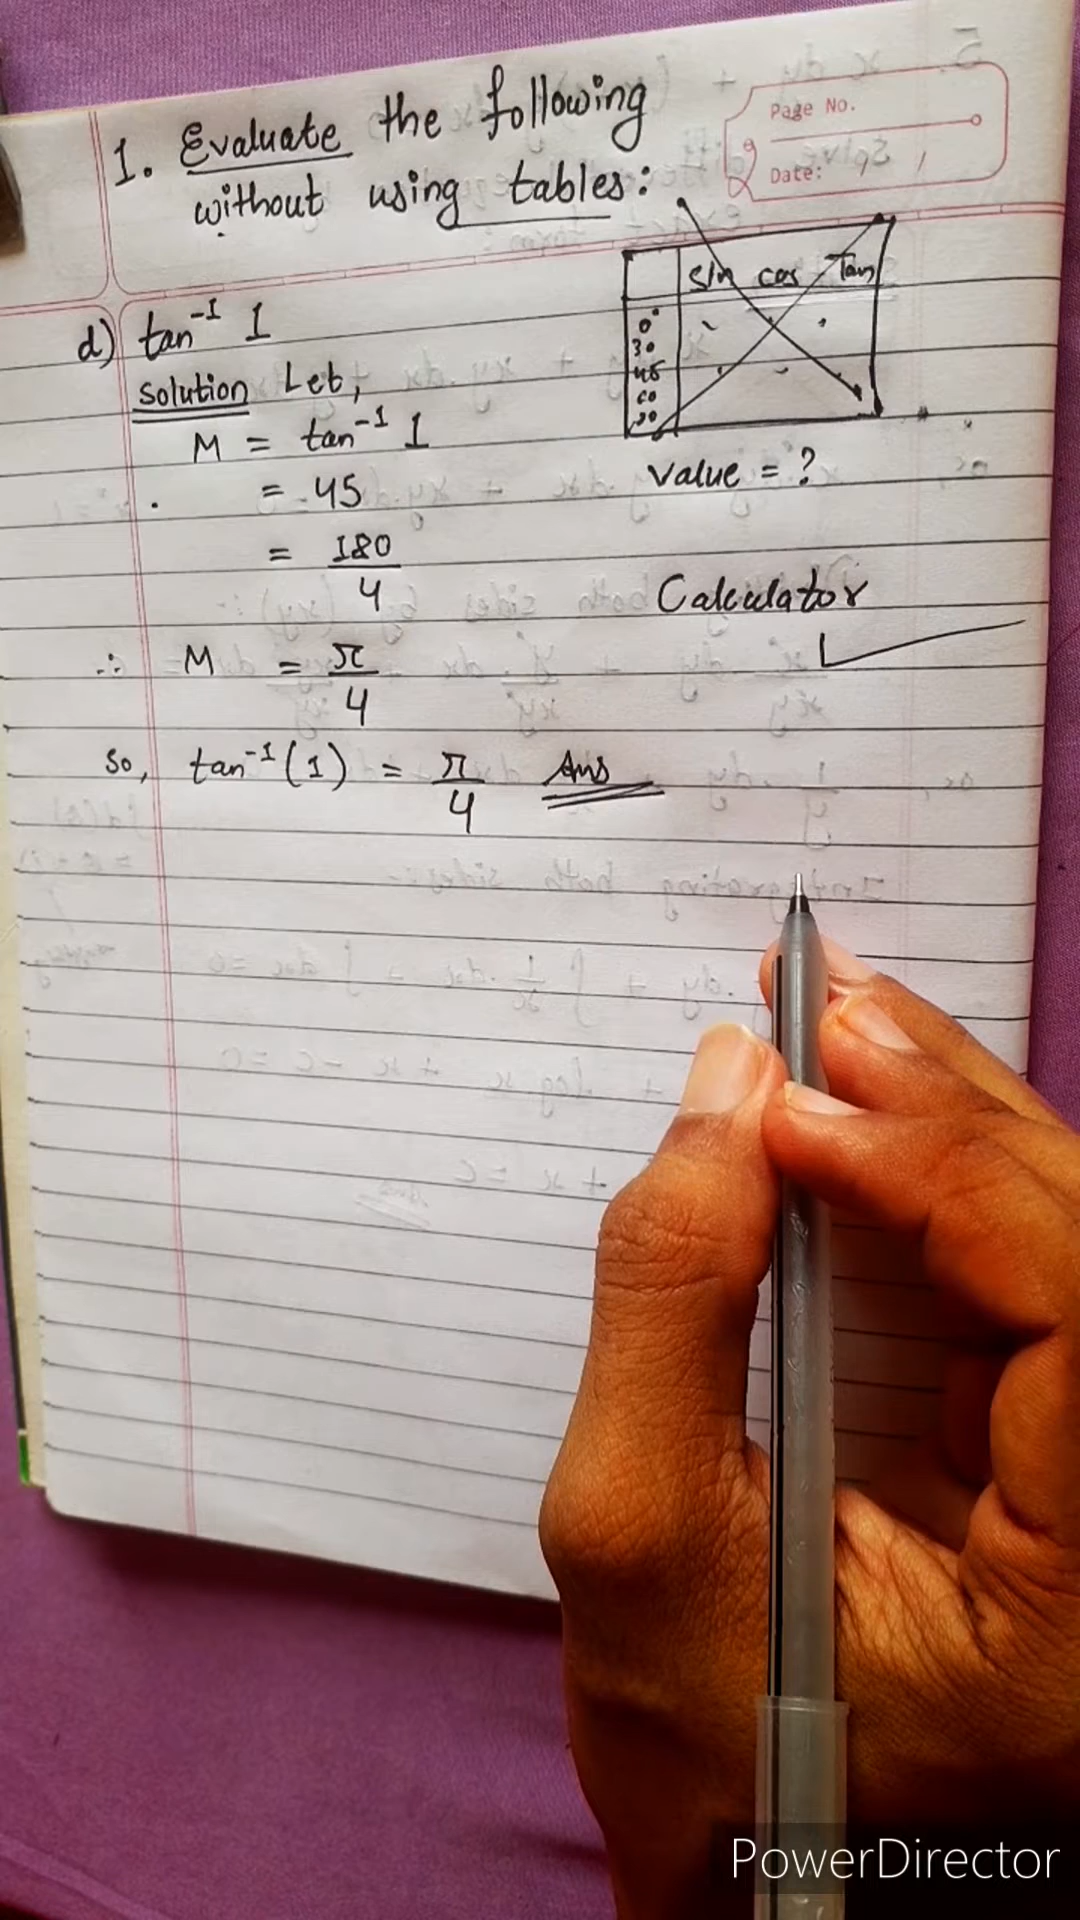 Page No.
Date:
1. Evaluate the following
without using tables:
sin cos Tan
0°
30
45
60
90
d) tan⁻¹ 1
Solution Let,
M = tan⁻¹ 1
= 45
= 180/4
∴ M = π/4
So, tan⁻¹(1) = π/4 Ans
Value = ?
Calculator
PowerDirector